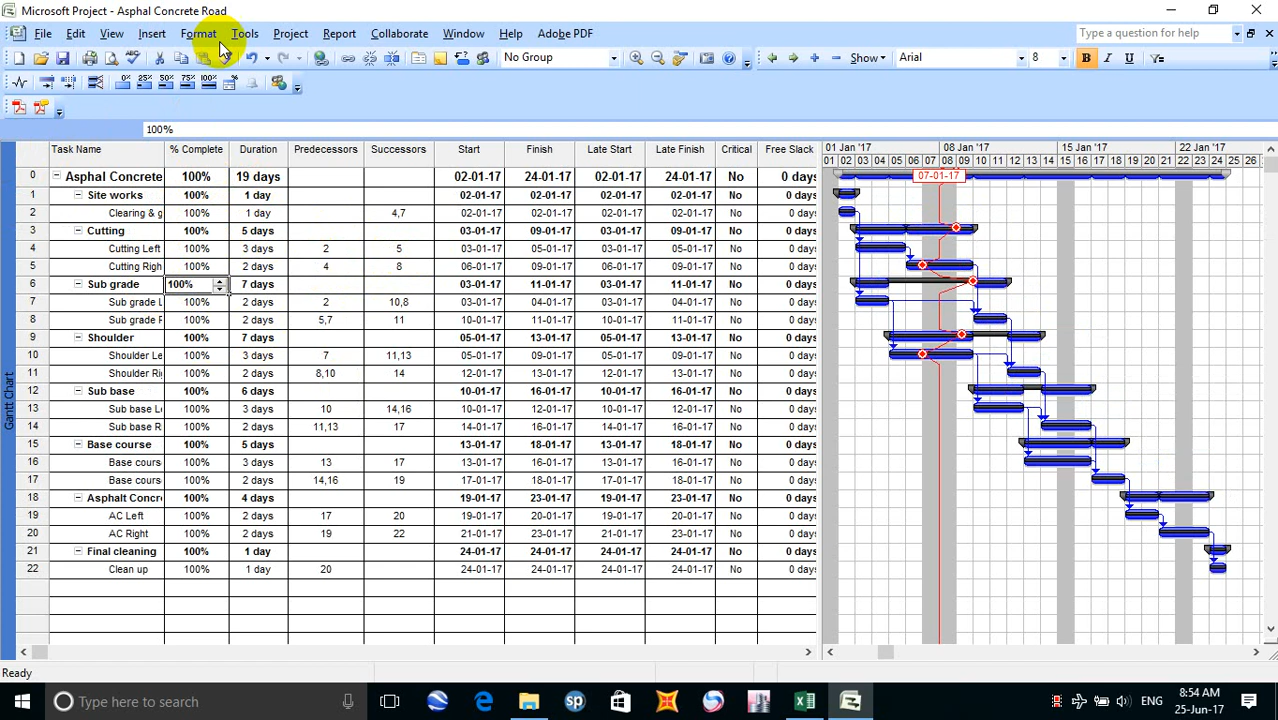 Microsoft Project - Asphal Concrete Road
File Edit View Insert Format Tools Project Report Collaborate Window Help Adobe PDF Type a question for help
No Group Show Arial 8 B I U
0% 25% 50% 75% 100%
100%
Task Name % Complete Duration Predecessors Successors Start Finish Late Start Late Finish Critical Free Slack 01 Jan '17 08 Jan '17 15 Jan '17 22 Jan '17
01 02 03 04 05 06 07 08 09 10 11 12 13 14 15 16 17 18 19 20 21 22 23 24 25 26
0 Asphal Concrete 100% 19 days 02-01-17 24-01-17 02-01-17 24-01-17 No 0 days 07-01-17
1 Site works 100% 1 day 02-01-17 02-01-17 02-01-17 02-01-17 No 0 days
2 Clearing & g 100% 1 day 4,7 02-01-17 02-01-17 02-01-17 02-01-17 No 0 days
3 Cutting 100% 5 days 03-01-17 09-01-17 03-01-17 09-01-17 No 0 days
4 Cutting Left 100% 3 days 2 5 03-01-17 05-01-17 03-01-17 05-01-17 No 0 days
5 Cutting Right 100% 2 days 4 8 06-01-17 09-01-17 06-01-17 09-01-17 No 0 days
6 Sub grade 100% 7 days 03-01-17 11-01-17 03-01-17 11-01-17 No 0 days
7 Sub grade L 100% 2 days 2 10,8 03-01-17 04-01-17 03-01-17 04-01-17 No 0 days
8 Sub grade R 100% 2 days 5,7 11 10-01-17 11-01-17 10-01-17 11-01-17 No 0 days
9 Shoulder 100% 7 days 05-01-17 13-01-17 05-01-17 13-01-17 No 0 days
10 Shoulder Le 100% 3 days 7 11,13 05-01-17 09-01-17 05-01-17 09-01-17 No 0 days
11 Shoulder Ri 100% 2 days 8,10 14 12-01-17 13-01-17 12-01-17 13-01-17 No 0 days
12 Sub base 100% 6 days 10-01-17 16-01-17 10-01-17 16-01-17 No 0 days
13 Sub base Le 100% 3 days 10 14,16 10-01-17 12-01-17 10-01-17 12-01-17 No 0 days
14 Sub base R 100% 2 days 11,13 17 14-01-17 16-01-17 14-01-17 16-01-17 No 0 days
15 Base course 100% 5 days 13-01-17 18-01-17 13-01-17 18-01-17 No 0 days
16 Base cours 100% 3 days 13 17 13-01-17 16-01-17 13-01-17 16-01-17 No 0 days
17 Base cours 100% 2 days 14,16 19 17-01-17 18-01-17 17-01-17 18-01-17 No 0 days
18 Asphalt Concr 100% 4 days 19-01-17 23-01-17 19-01-17 23-01-17 No 0 days
19 AC Left 100% 2 days 17 20 19-01-17 20-01-17 19-01-17 20-01-17 No 0 days
20 AC Right 100% 2 days 19 22 21-01-17 23-01-17 21-01-17 23-01-17 No 0 days
21 Final cleaning 100% 1 day 24-01-17 24-01-17 24-01-17 24-01-17 No 0 days
22 Clean up 100% 1 day 20 24-01-17 24-01-17 24-01-17 24-01-17 No 0 days
Gantt Chart
Ready
Type here to search ENG 8:54 AM
25-Jun-17